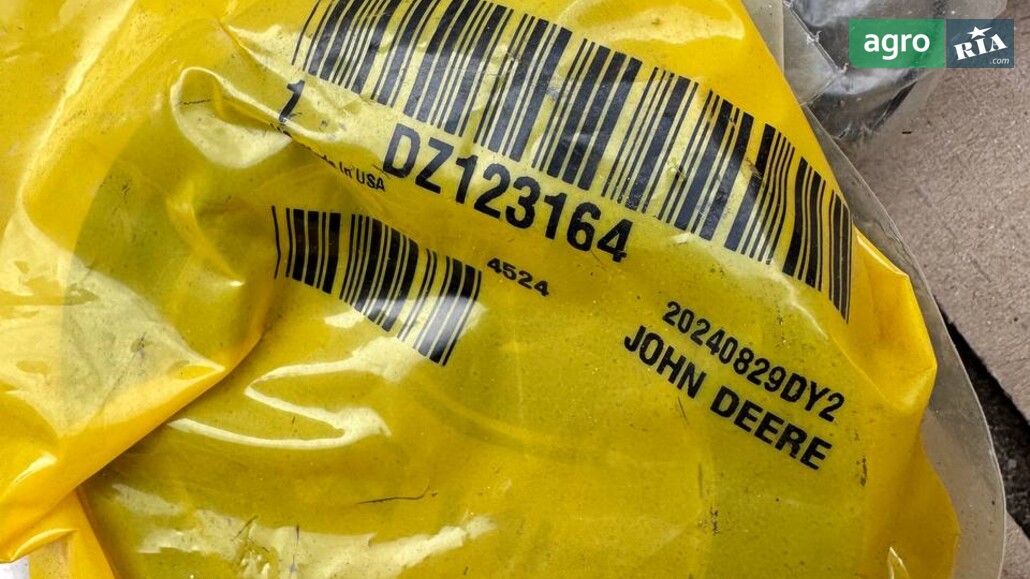 agro RIA .com
1
in USA
DZ123164
4524
20240829DY2
JOHN DEERE